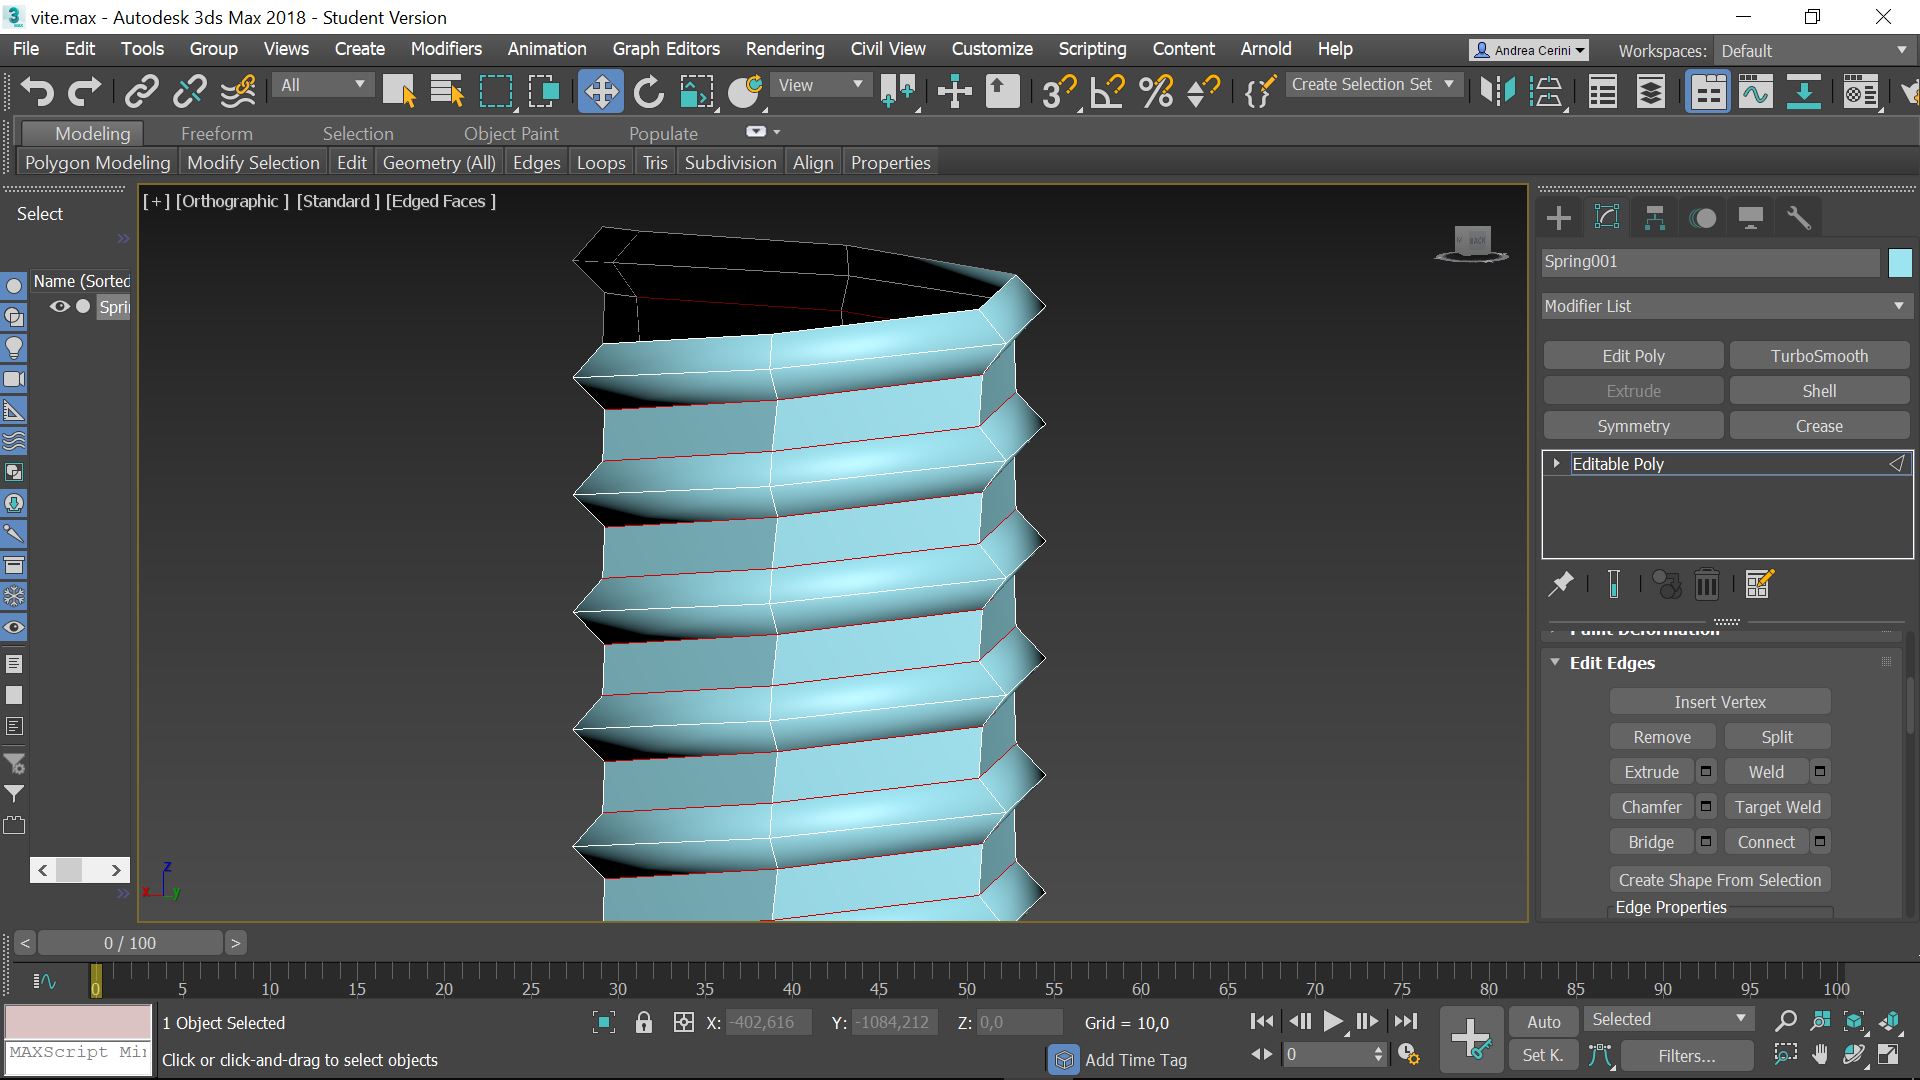 vite.max - Autodesk 3ds Max 2018 - Student Version
File Edit Tools Group Views Create Modifiers Animation Graph Editors Rendering Civil View Customize Scripting Content Arnold Help Andrea Cerini Workspaces: Default
All View 3 Create Selection Set
Modeling Freeform Selection Object Paint Populate
Polygon Modeling Modify Selection Edit Geometry (All) Edges Loops Tris Subdivision Align Properties
Select
[+] [Orthographic ] [Standard ] [Edged Faces ]
BACK
Name (Sorted
Spri
Spring001
Modifier List
Edit Poly TurboSmooth
Extrude Shell
Symmetry Crease
Editable Poly
Paint Deformation
Edit Edges
Insert Vertex
Remove Split
Extrude Weld
Chamfer Target Weld
Bridge Connect
Create Shape From Selection
Edge Properties
z
x y
< 0 / 100 >
0 5 10 15 20 25 30 35 40 45 50 55 60 65 70 75 80 85 90 95 100
1 Object Selected X: -402,616 Y: -1084,212 Z: 0,0 Grid = 10,0 Auto Selected
MAXScript Mi
Click or click-and-drag to select objects Add Time Tag 0 Set K. Filters...